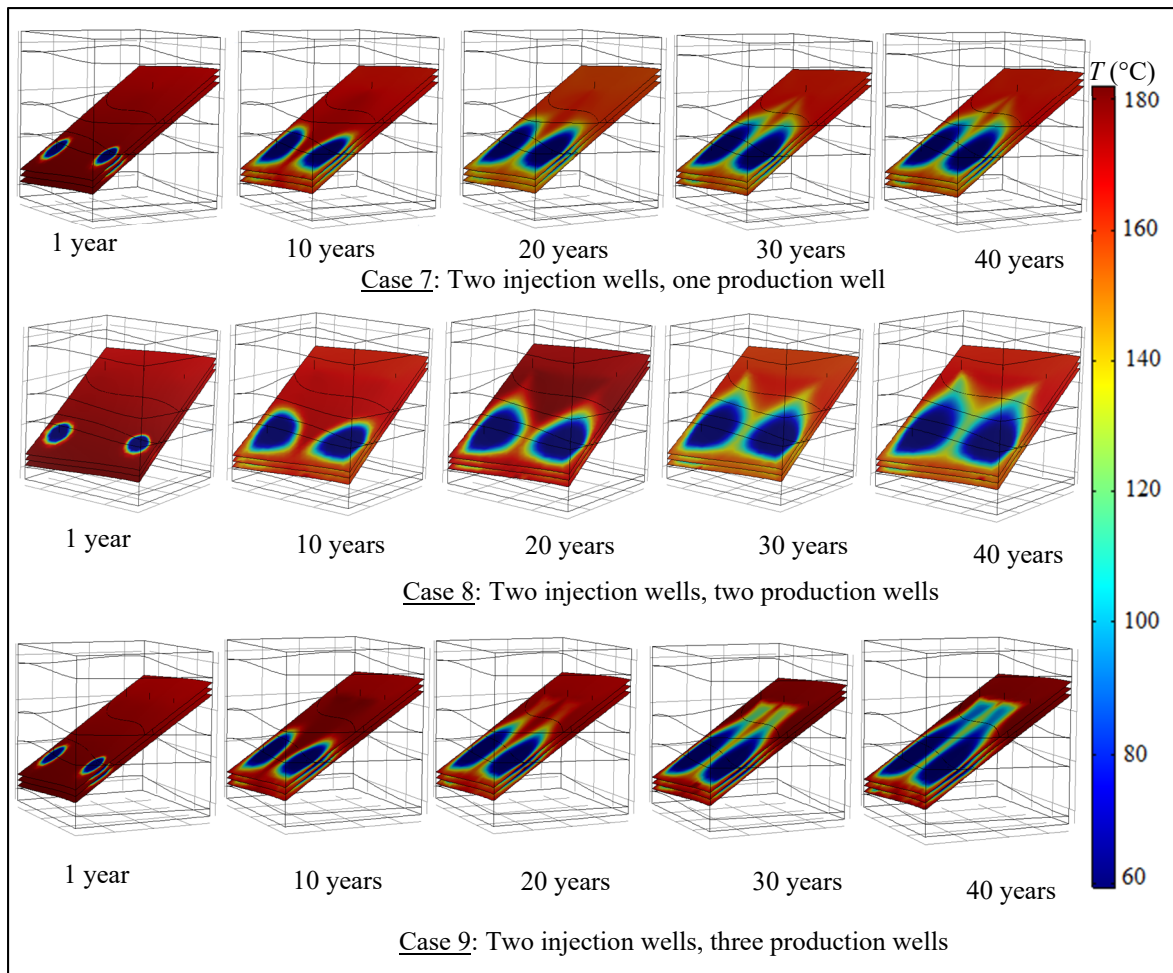 T (°C)
180
160
140
120
100
80
60
1 year
10 years
20 years
30 years
40 years
Case 7: Two injection wells, one production well
1 year
10 years
20 years
30 years
40 years
Case 8: Two injection wells, two production wells
1 year
10 years
20 years
30 years
40 years
Case 9: Two injection wells, three production wells